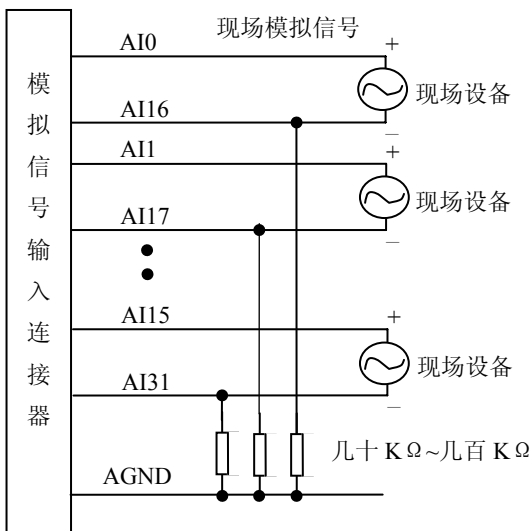 现场模拟信号
AI0
+
现场设备
AI16
−
AI1
+
现场设备
AI17
−
AI15
+
现场设备
AI31
−
几十 K Ω~几百 K Ω
AGND
模拟信号输入连接器